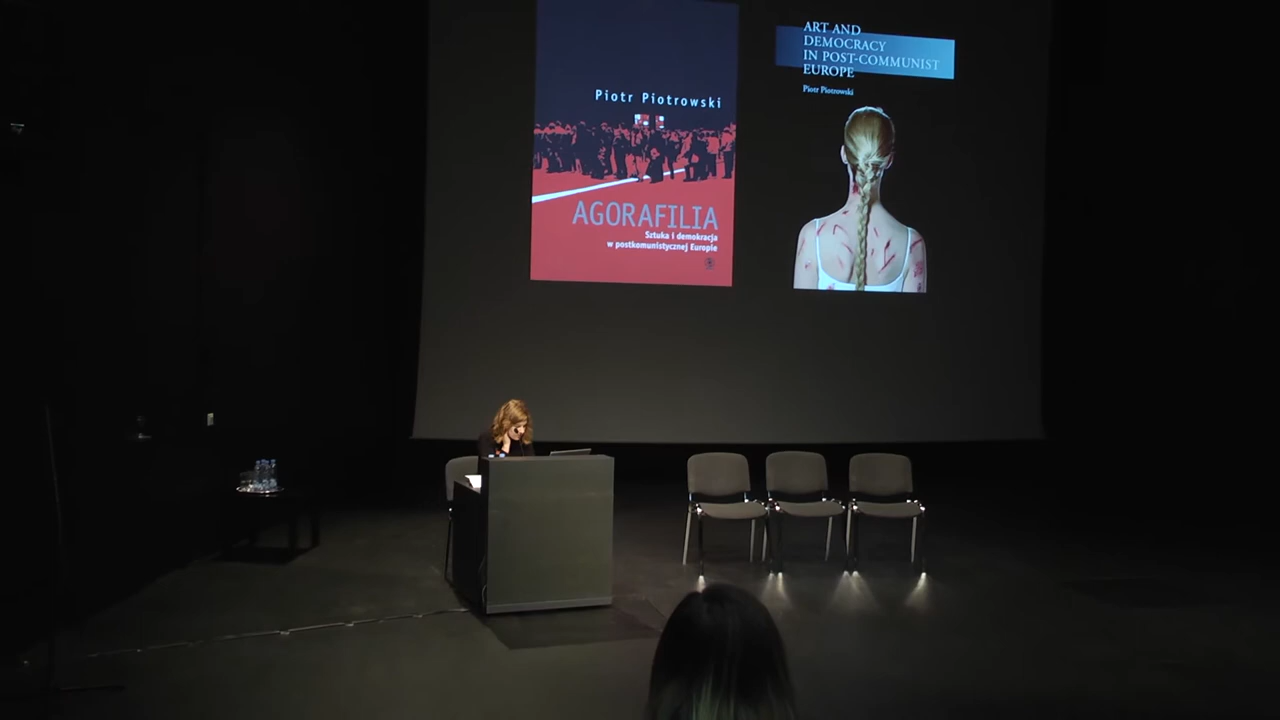 Piotr Piotrowski
AGORAFILIA
Sztuka i demokracja
w postkomunistycznej Europie
ART AND
DEMOCRACY
IN POST-COMMUNIST
EUROPE
Piotr Piotrowski